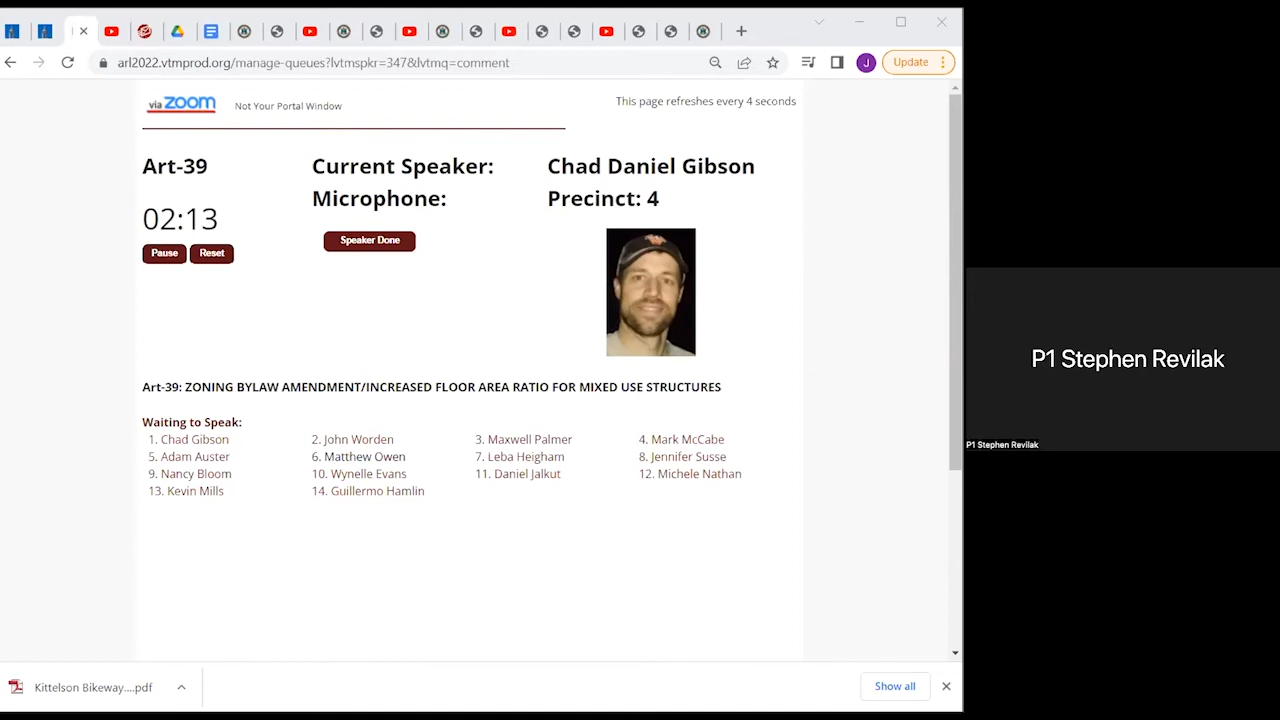 arl2022.vtmprod.org/manage-queues?lvtmspkr=347&lvtmq=comment
J
Update
via zoom
Not Your Portal Window
This page refreshes every 4 seconds
Art-39
Current Speaker:
Chad Daniel Gibson
Microphone:
Precinct: 4
02:13
Pause
Reset
Speaker Done
Art-39: ZONING BYLAW AMENDMENT/INCREASED FLOOR AREA RATIO FOR MIXED USE STRUCTURES
Waiting to Speak:
1. Chad Gibson 2. John Worden 3. Maxwell Palmer 4. Mark McCabe
5. Adam Auster 6. Matthew Owen 7. Leba Heigham 8. Jennifer Susse
9. Nancy Bloom 10. Wynelle Evans 11. Daniel Jalkut 12. Michele Nathan
13. Kevin Mills 14. Guillermo Hamlin
P1 Stephen Revilak
P1 Stephen Revilak
Kittelson Bikeway....pdf
Show all